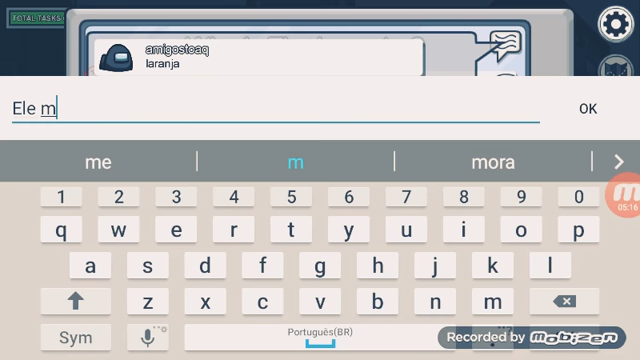 TOTAL TASKS
amigostoaq
laranja
Ele m
OK
me
m
mora
05:16
1 2 3 4 5 6 7 8 9 0
q w e r t y u i o p
a s d f g h j k l
z x c v b n m
Sym
Português(BR)
Recorded by Mobizen